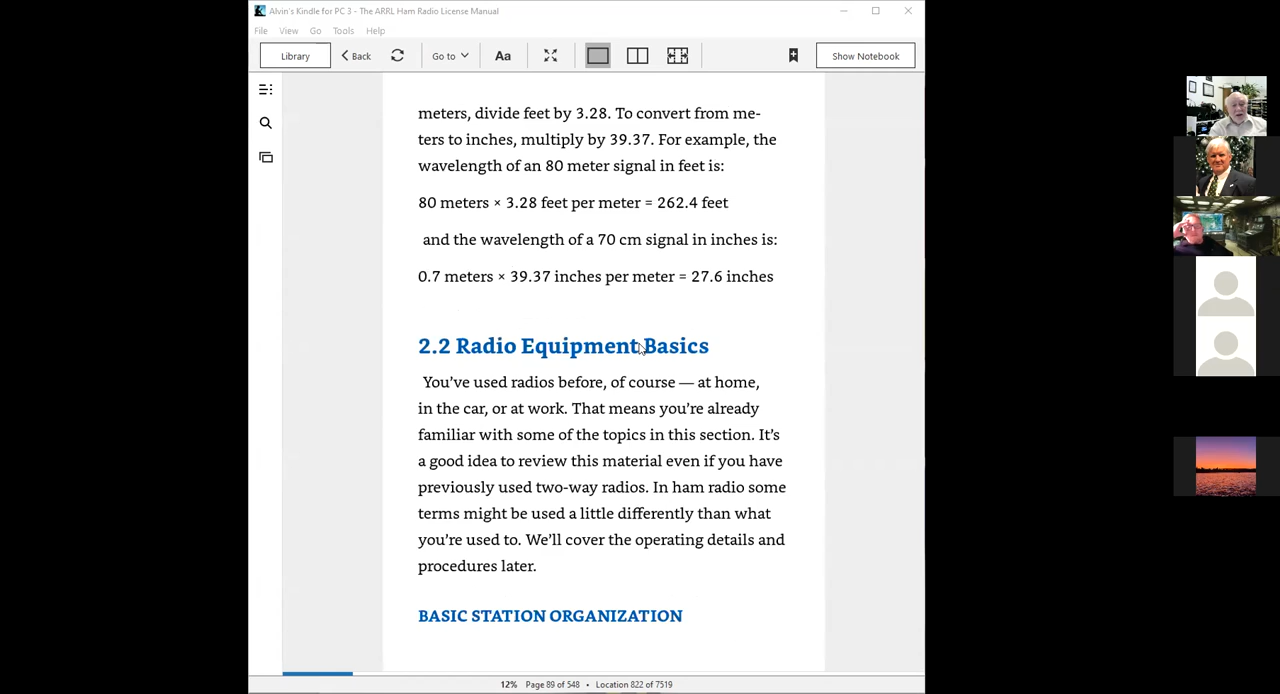 Alvin's Kindle for PC 3 - The ARRL Ham Radio License Manual
File View Go Tools Help
Library Back Go to Aa Show Notebook
meters, divide feet by 3.28. To convert from me-
ters to inches, multiply by 39.37. For example, the
wavelength of an 80 meter signal in feet is:
80 meters × 3.28 feet per meter = 262.4 feet
and the wavelength of a 70 cm signal in inches is:
0.7 meters × 39.37 inches per meter = 27.6 inches
2.2 Radio Equipment Basics
You’ve used radios before, of course — at home,
in the car, or at work. That means you’re already
familiar with some of the topics in this section. It’s
a good idea to review this material even if you have
previously used two-way radios. In ham radio some
terms might be used a little differently than what
you’re used to. We’ll cover the operating details and
procedures later.
BASIC STATION ORGANIZATION
12% Page 89 of 548 • Location 822 of 7519